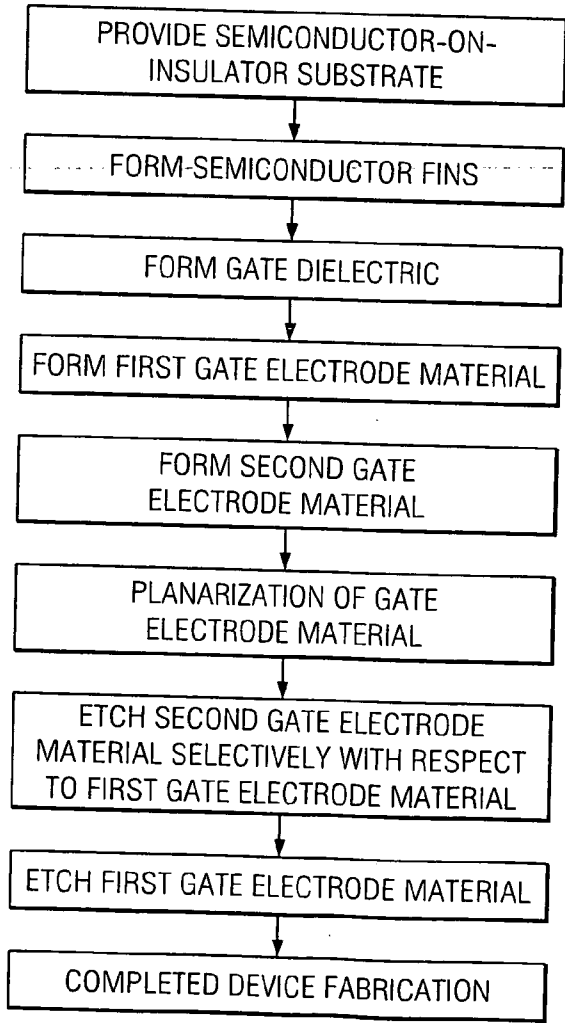 PROVIDE SEMICONDUCTOR-ON-
INSULATOR SUBSTRATE
FORM SEMICONDUCTOR FINS
FORM GATE DIELECTRIC
FORM FIRST GATE ELECTRODE MATERIAL
FORM SECOND GATE
ELECTRODE MATERIAL
PLANARIZATION OF GATE
ELECTRODE MATERIAL
ETCH SECOND GATE ELECTRODE
MATERIAL SELECTIVELY WITH RESPECT
TO FIRST GATE ELECTRODE MATERIAL
ETCH FIRST GATE ELECTRODE MATERIAL
COMPLETED DEVICE FABRICATION